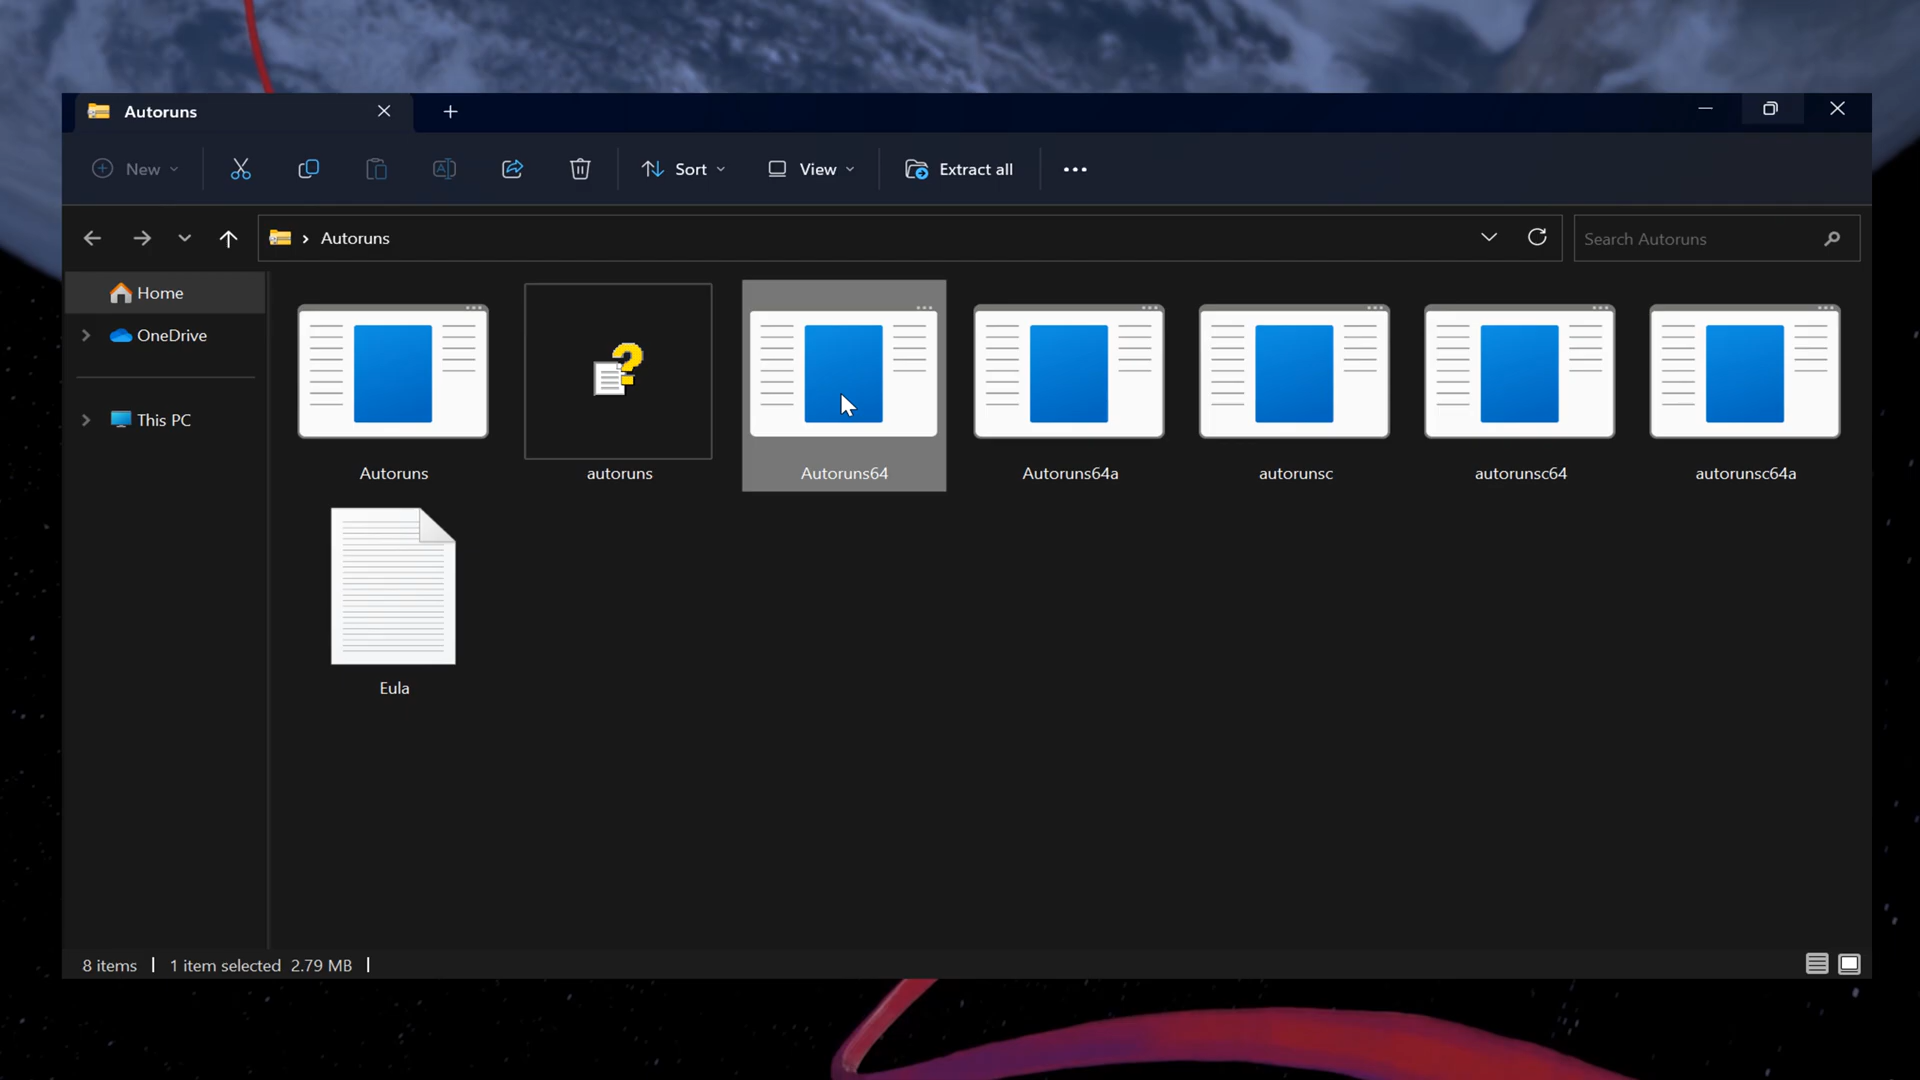 Autoruns
New
Sort
View
Extract all
Autoruns
Search Autoruns
Home
OneDrive
This PC
Autoruns
autoruns
Autoruns64
Autoruns64a
autorunsc
autorunsc64
autorunsc64a
Eula
8 items
1 item selected 2.79 MB